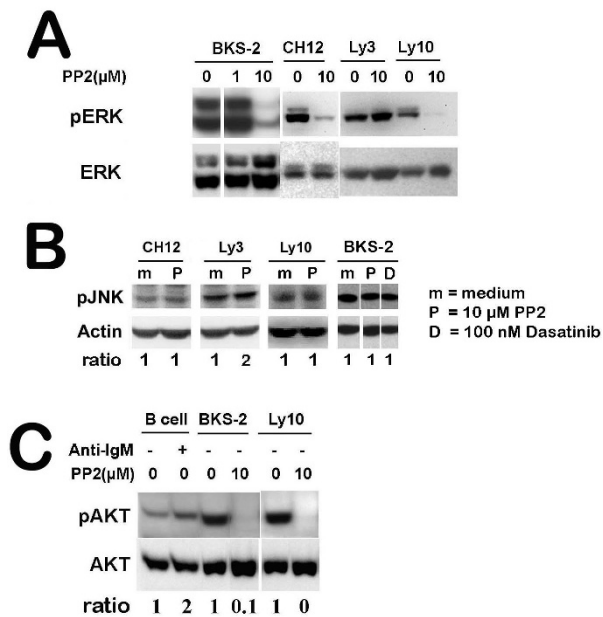 A
BKS-2 CH12 Ly3 Ly10
PP2(µM) 0 1 10 0 10 0 10 0 10
pERK
ERK
B
CH12 Ly3 Ly10 BKS-2
m P m P m P m P D
pJNK
m = medium
P = 10 µM PP2
Actin
D = 100 nM Dasatinib
ratio 1 1 1 2 1 1 1 1 1
C
B cell BKS-2 Ly10
Anti-IgM - + - - - -
PP2(µM) 0 0 0 10 0 10
pAKT
AKT
ratio 1 2 1 0.1 1 0